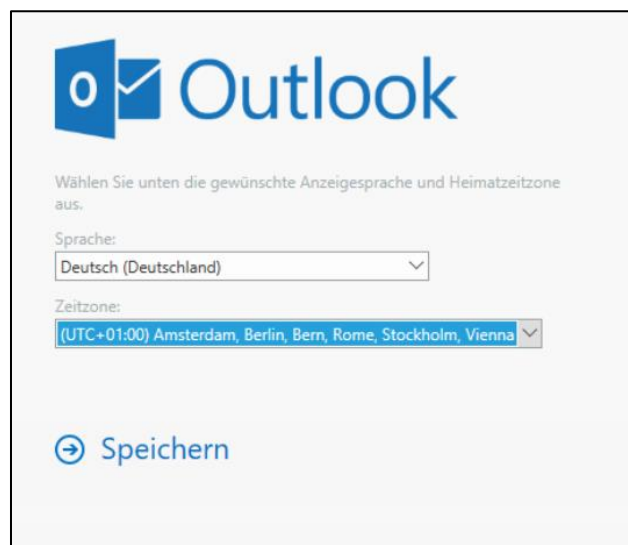 Outlook
Wählen Sie unten die gewünschte Anzeigesprache und Heimatzeitzone
aus.
Sprache:
Deutsch (Deutschland)
Zeitzone:
(UTC+01:00) Amsterdam, Berlin, Bern, Rome, Stockholm, Vienna
Speichern